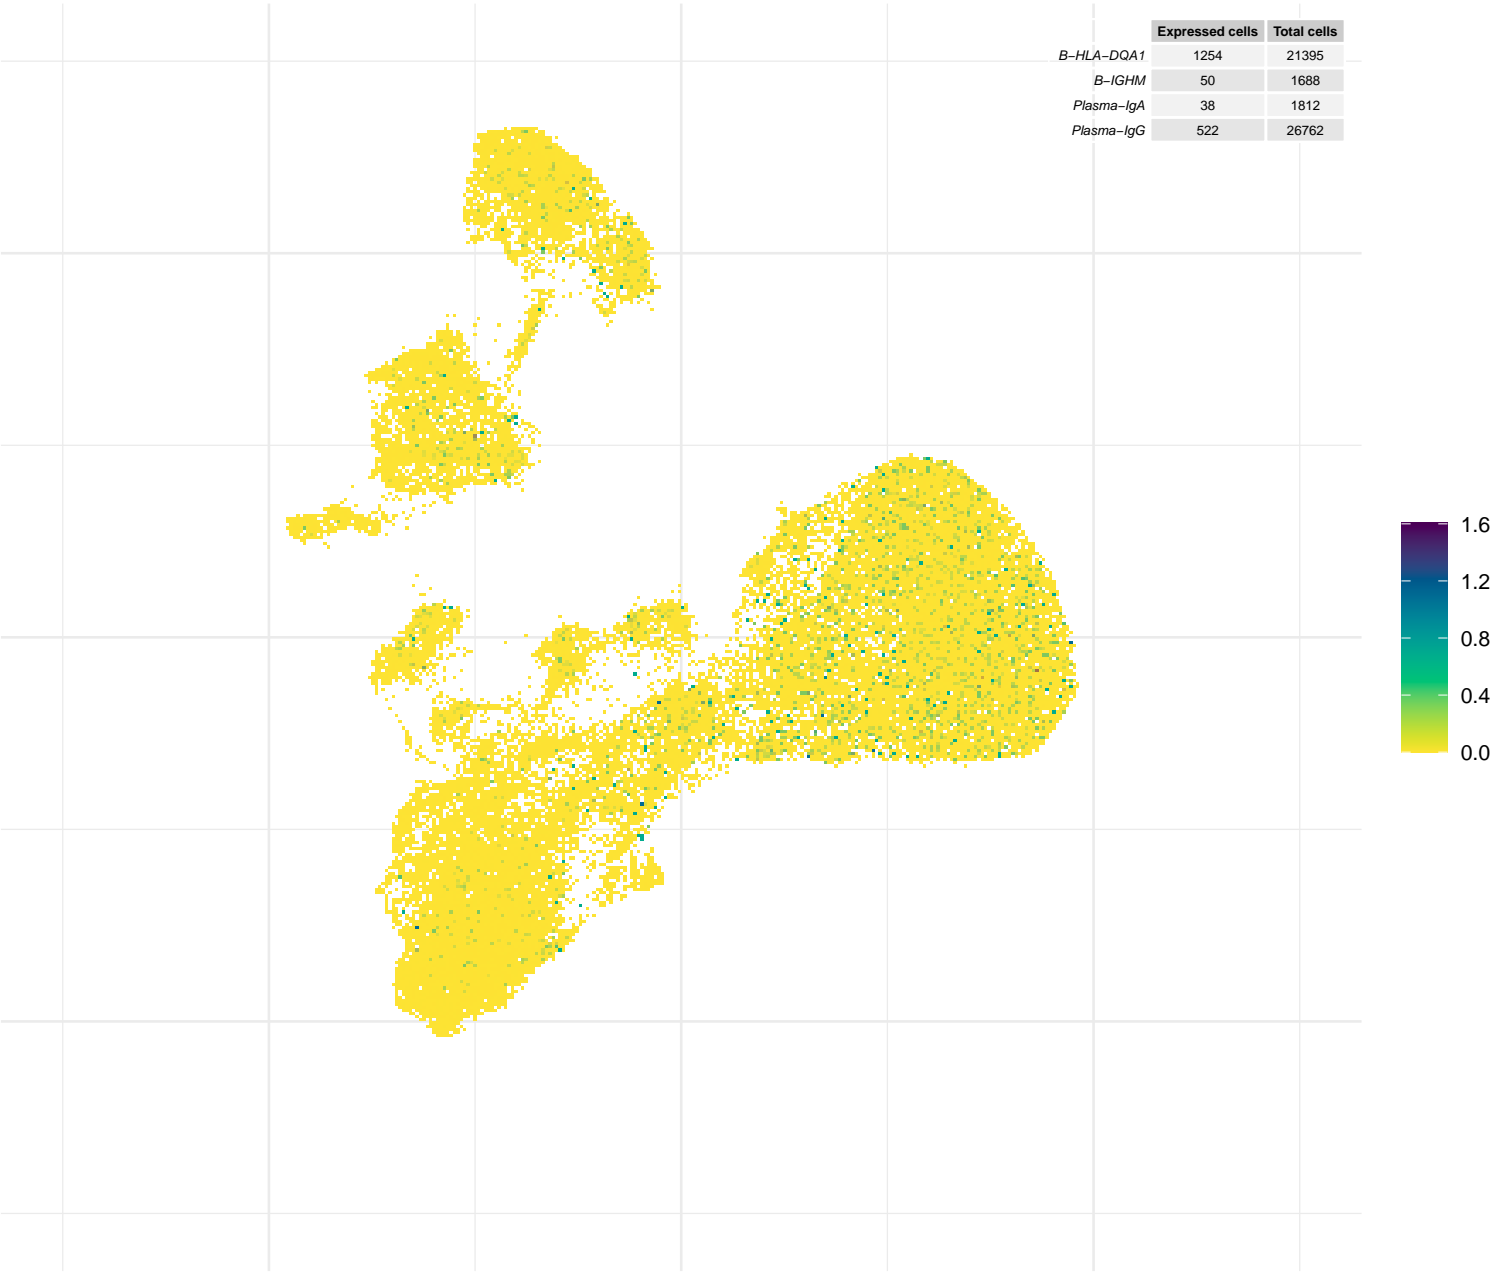 Expressed cells Total cells
B−HLA−DQA1 1254 21395
B−IGHM 50 1688
Plasma−IgA 38 1812
Plasma−IgG 522 26762
1.6
1.2
0.8
0.4
0.0